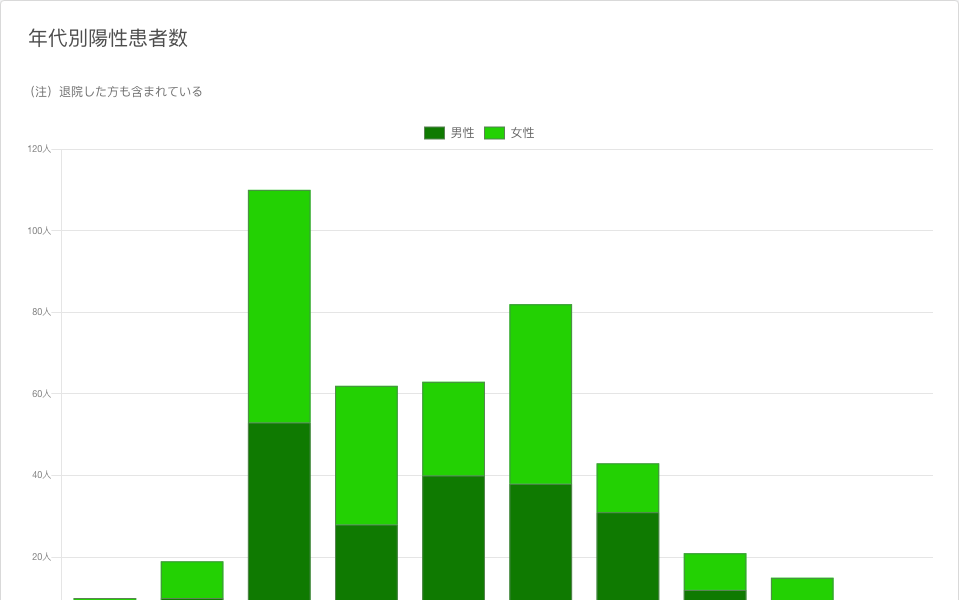 年代別陽性患者数
（注）退院した方も含まれている
男性 女性
120人
100人
80人
60人
40人
20人